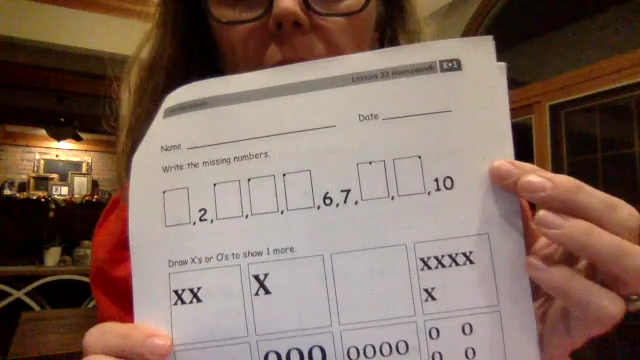 Lesson 33 Homework K•1
Name Date
Write the missing numbers.
,2, , , ,6,7, , ,10
Draw X's or O's to show 1 more.
XX X XXXX
X
OOO OOOO O O
O O